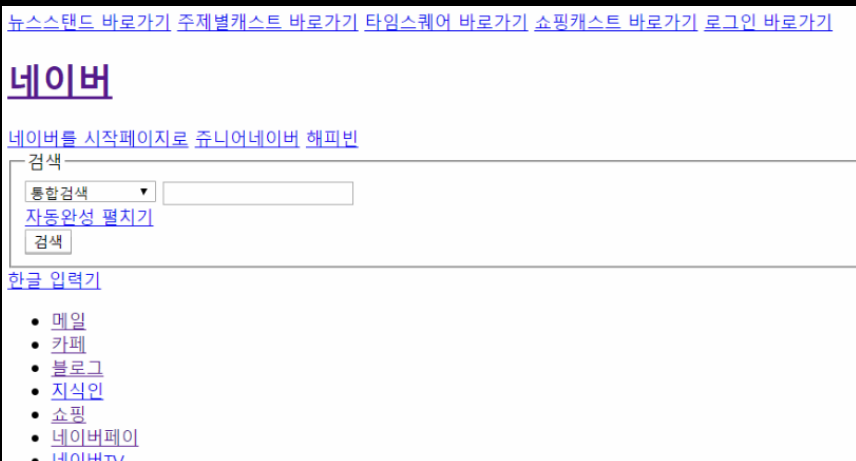 뉴스스탠드 바로가기 주제별캐스트 바로가기 타임스퀘어 바로가기 쇼핑캐스트 바로가기 로그인 바로가기
네이버
네이버를 시작페이지로 쥬니어네이버 해피빈
검색
통합검색
자동완성 펼치기
검색
한글 입력기
메일
카페
블로그
지식인
쇼핑
네이버페이
네이버TV